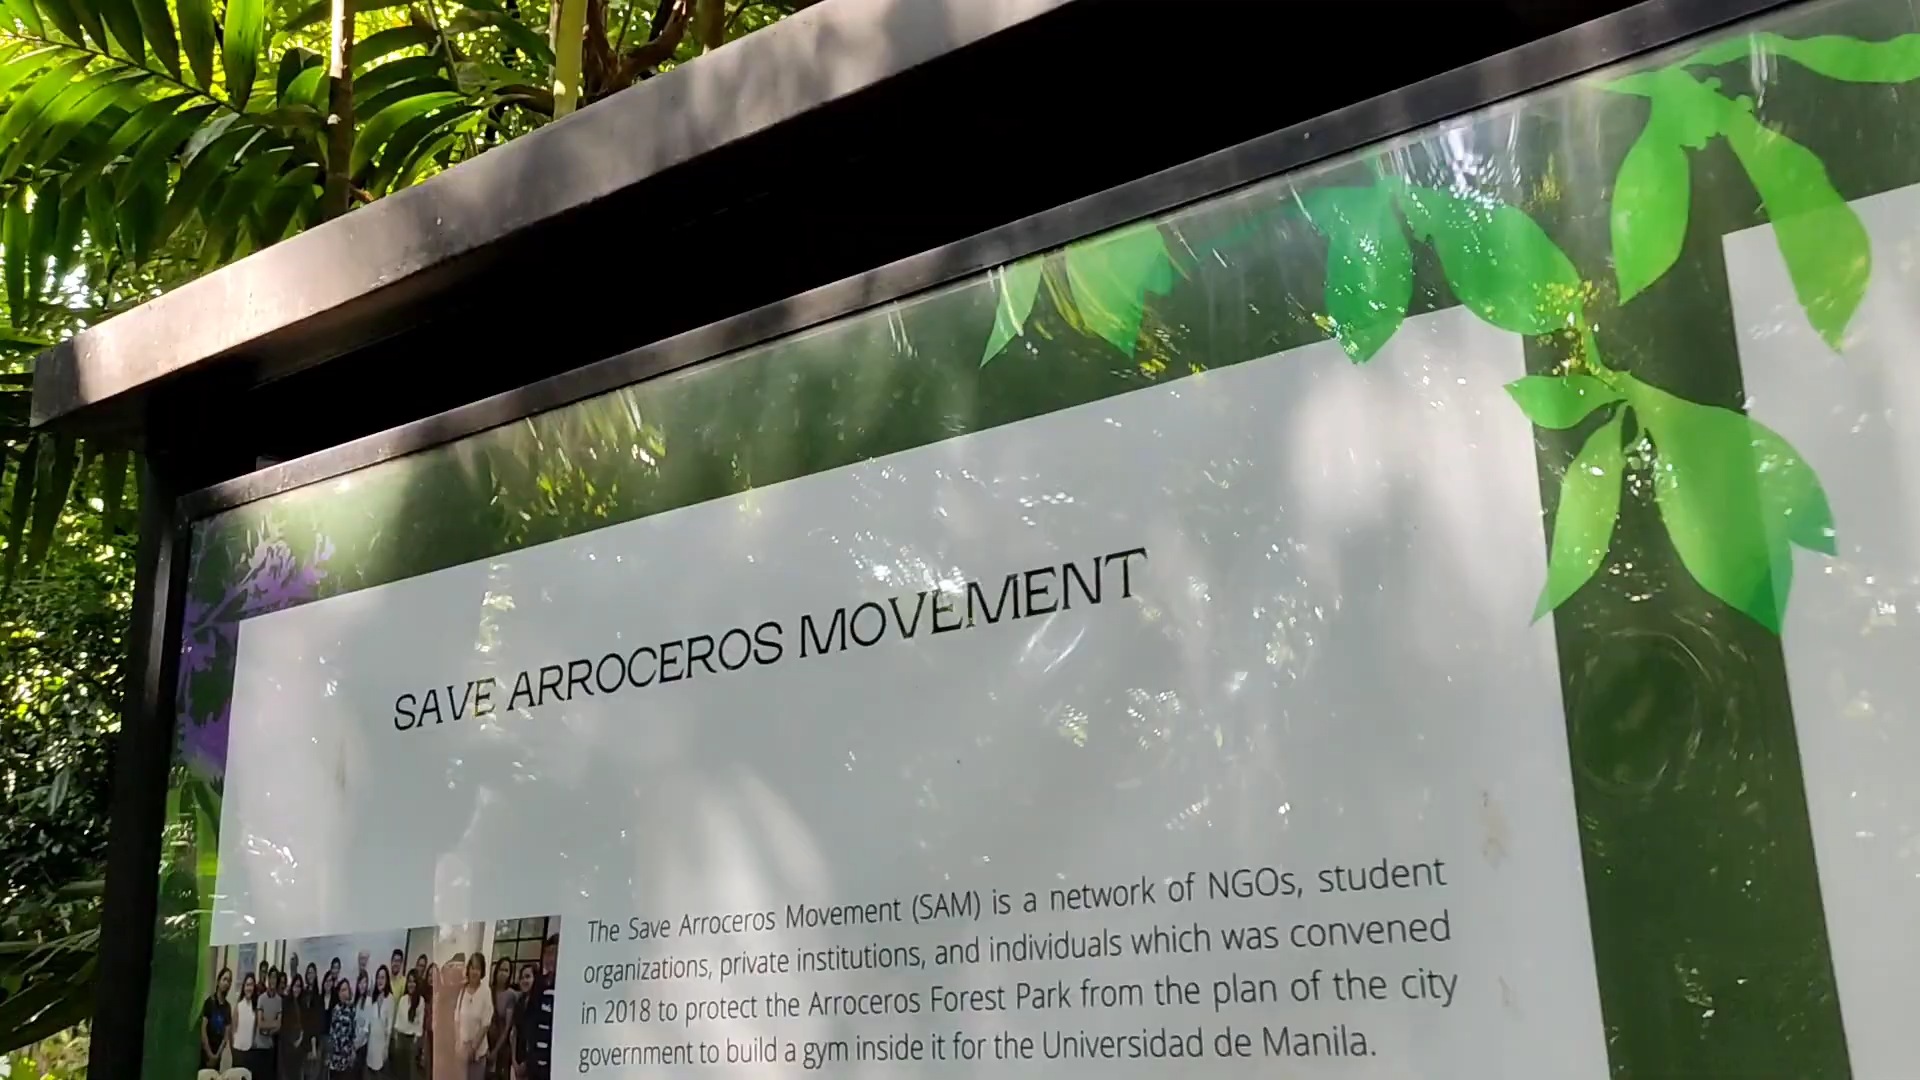 SAVE ARROCEROS MOVEMENT
The Save Arroceros Movement (SAM) is a network of NGOs, student
organizations, private institutions, and individuals which was convened
in 2018 to protect the Arroceros Forest Park from the plan of the city
government to build a gym inside it for the Universidad de Manila.